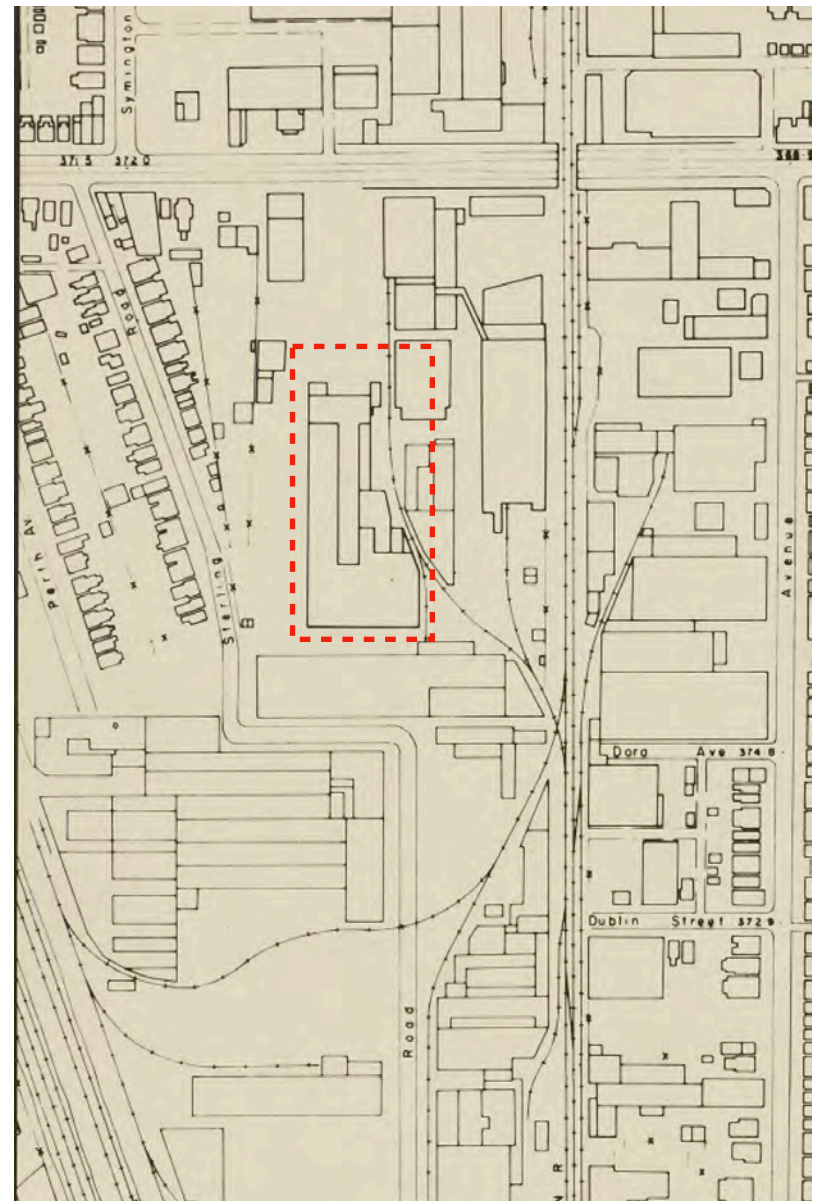 Symington
371.5 372.0
Road
Perth Av
Sterling
Avenue
Dora Ave 374.8
Dublin Street 372.9
Road
N R